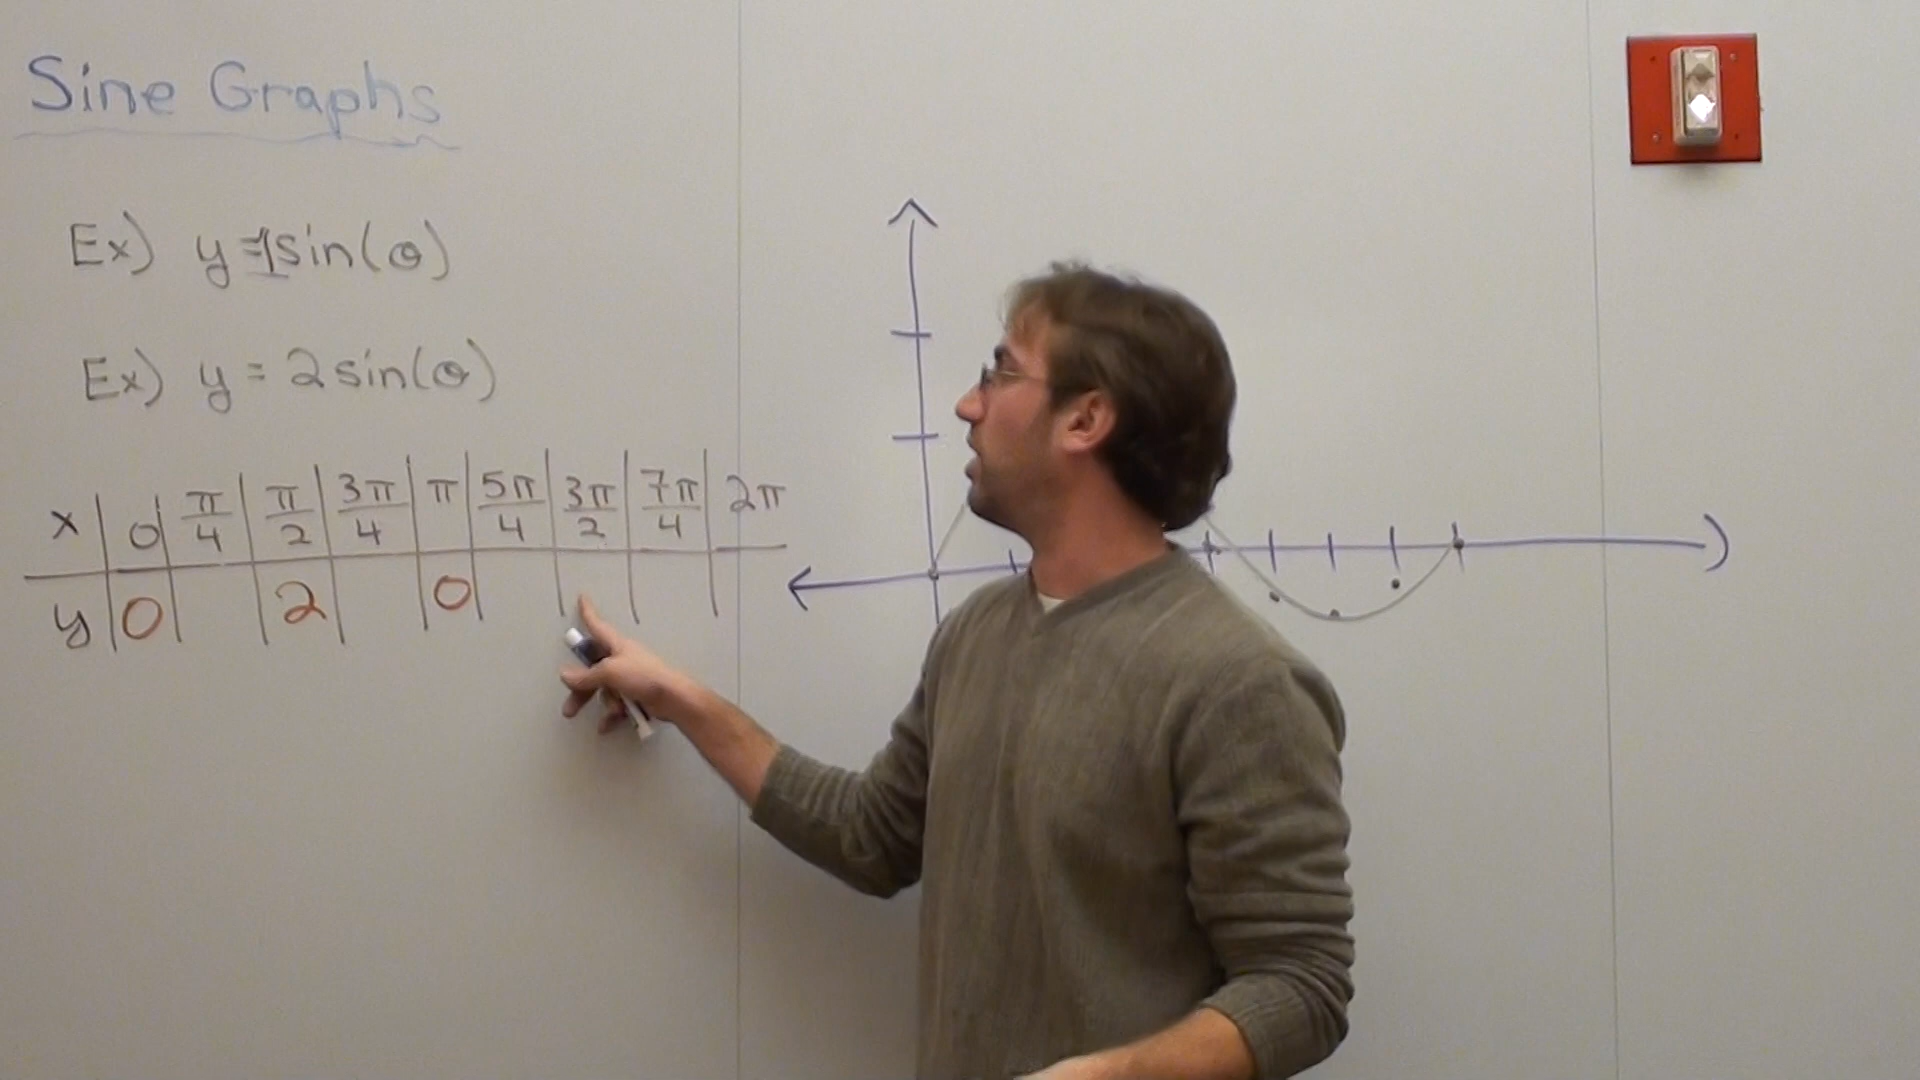 Sine Graphs
Ex) y=1sin(θ)
Ex) y = 2sin(θ)
x 0 π/4 π/2 3π/4 π 5π/4 3π/2 7π/4 2π
y 0 2 0